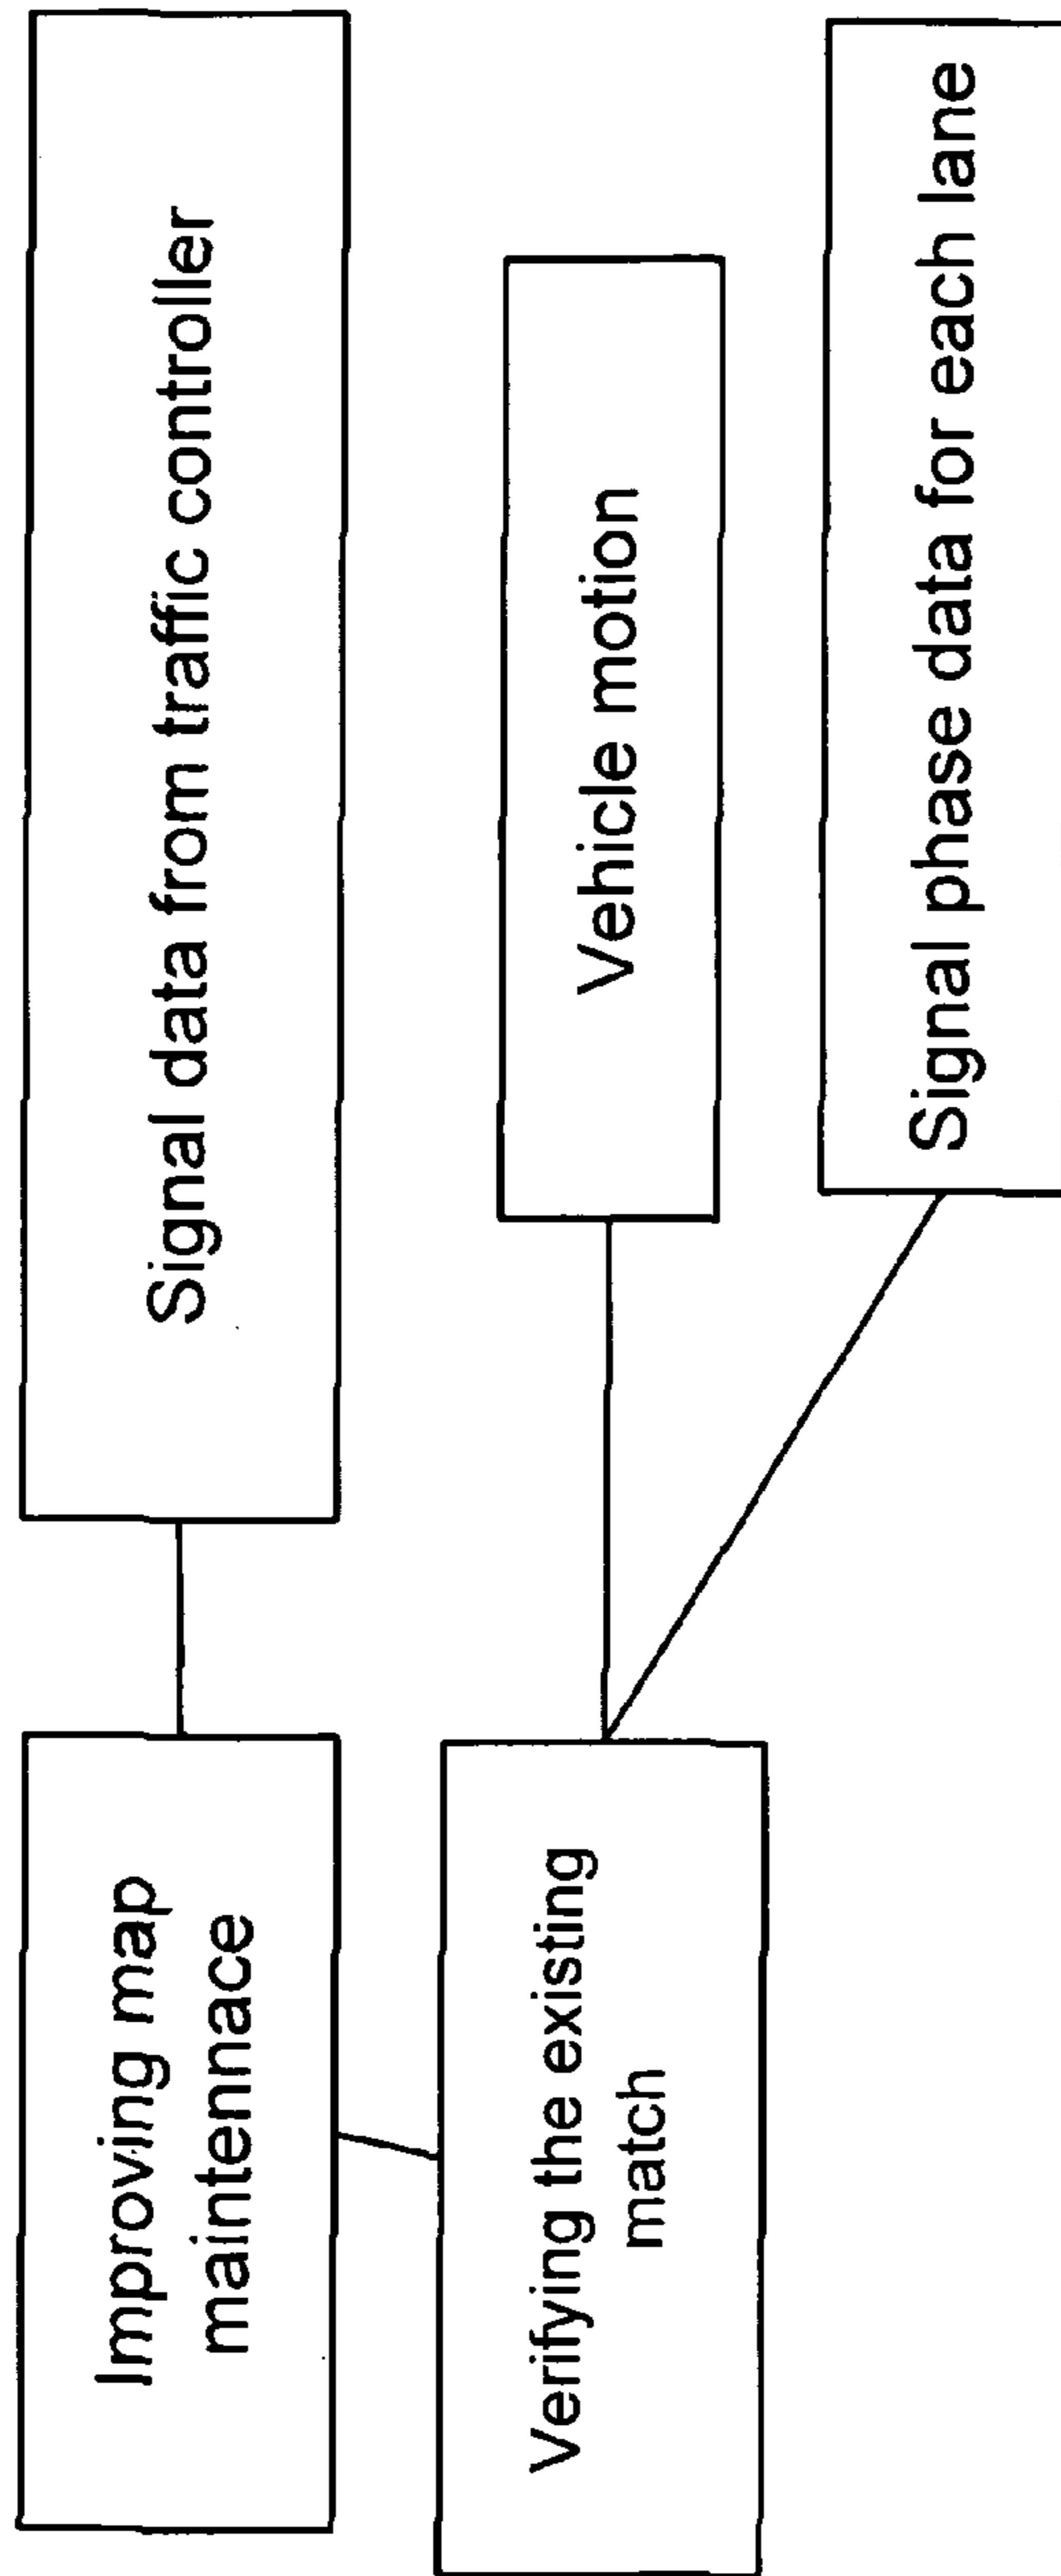 Improving map
maintennace
Signal data from traffic controller
Verifying the existing
match
Vehicle motion
Signal phase data for each lane